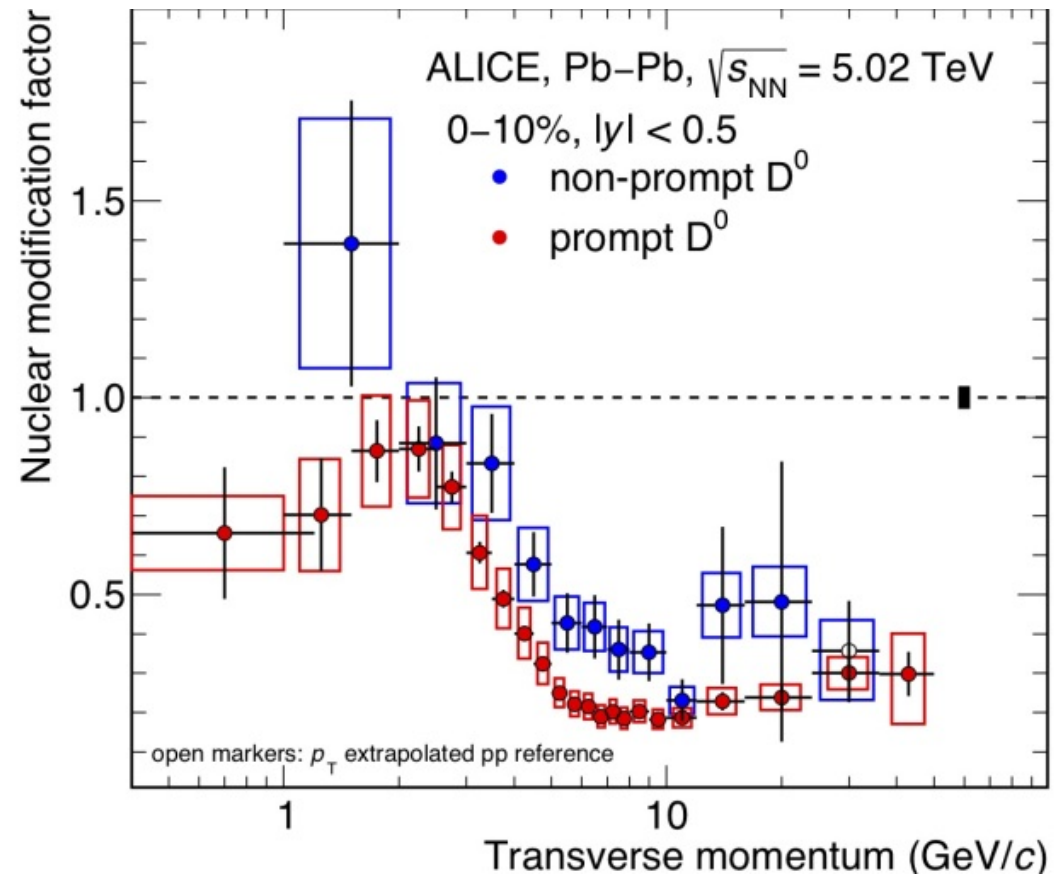 Nuclear modification factor
ALICE, Pb−Pb, √sNN = 5.02 TeV
0−10%, |y| < 0.5
non-prompt D⁰
prompt D⁰
1.5
1.0
0.5
open markers: pT extrapolated pp reference
1
10
Transverse momentum (GeV/c)